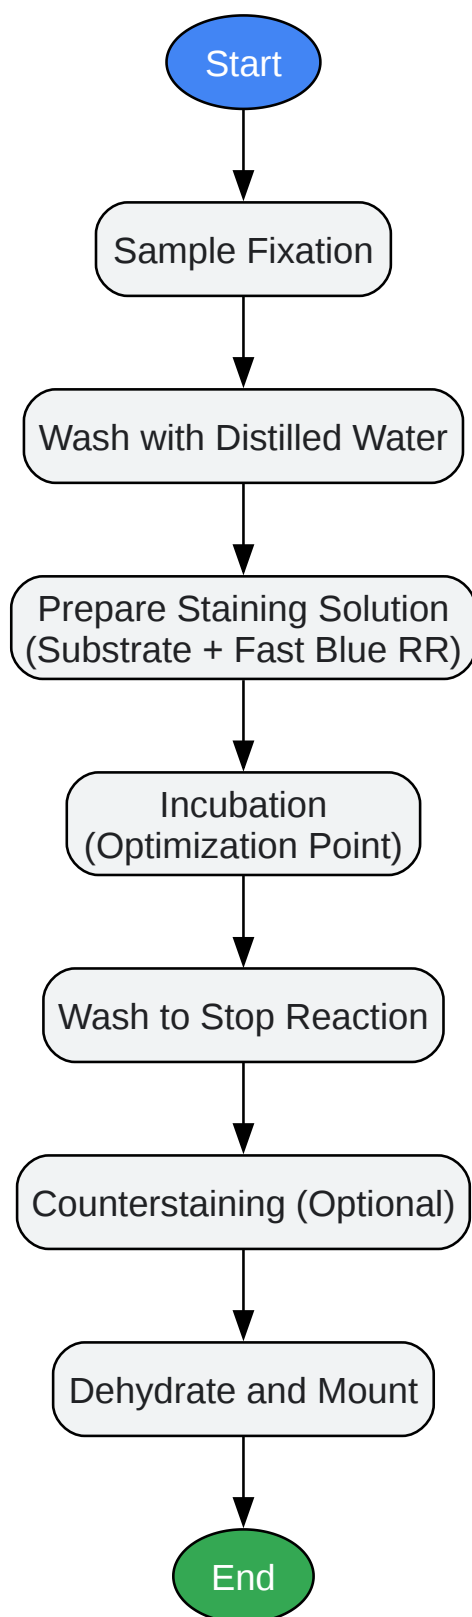 Start
Sample Fixation
Wash with Distilled Water
Prepare Staining Solution
(Substrate + Fast Blue RR)
Incubation
(Optimization Point)
Wash to Stop Reaction
Counterstaining (Optional)
Dehydrate and Mount
End